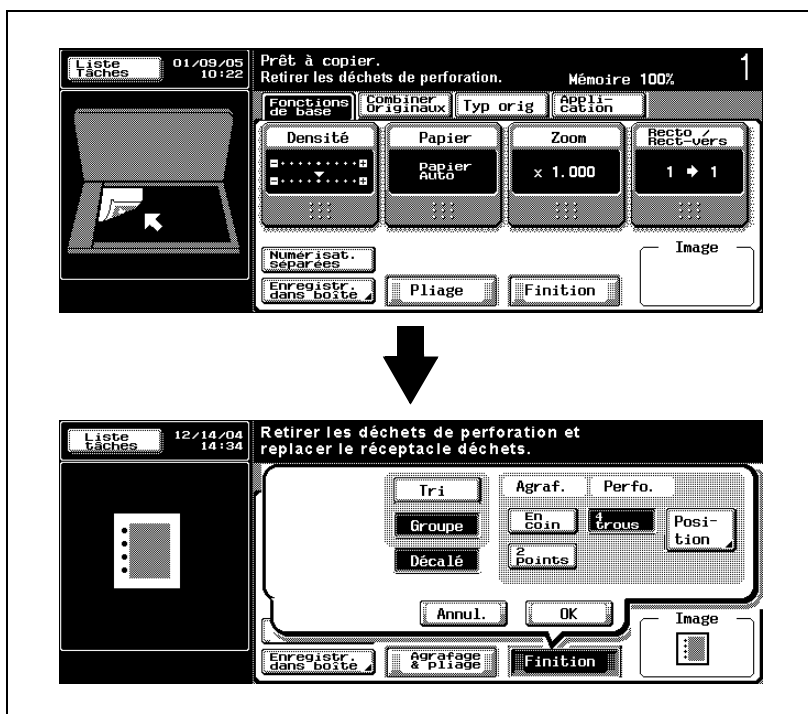 Liste
Tâches
01/09/05
10:22
Prêt à copier.
Retirer les déchets de perforation.
Mémoire 100%
1
Fonctions
de base
Combiner
Originaux
Typ orig
Appli-
cation
Densité
Papier
Zoom
Recto /
Rect-vers
Papier
Auto
× 1.000
1 ➔ 1
Numérisat.
séparées
Image
Enregistr.
dans boîte
Pliage
Finition
Liste
tâches
12/14/04
14:34
Retirer les déchets de perforation et
replacer le réceptacle déchets.
Tri
Agraf.
Perfo.
Groupe
En
coin
4
trous
Posi-
tion
Décalé
2
points
Annul.
OK
Image
Enregistr.
dans boîte
Agrafage
& pliage
Finition